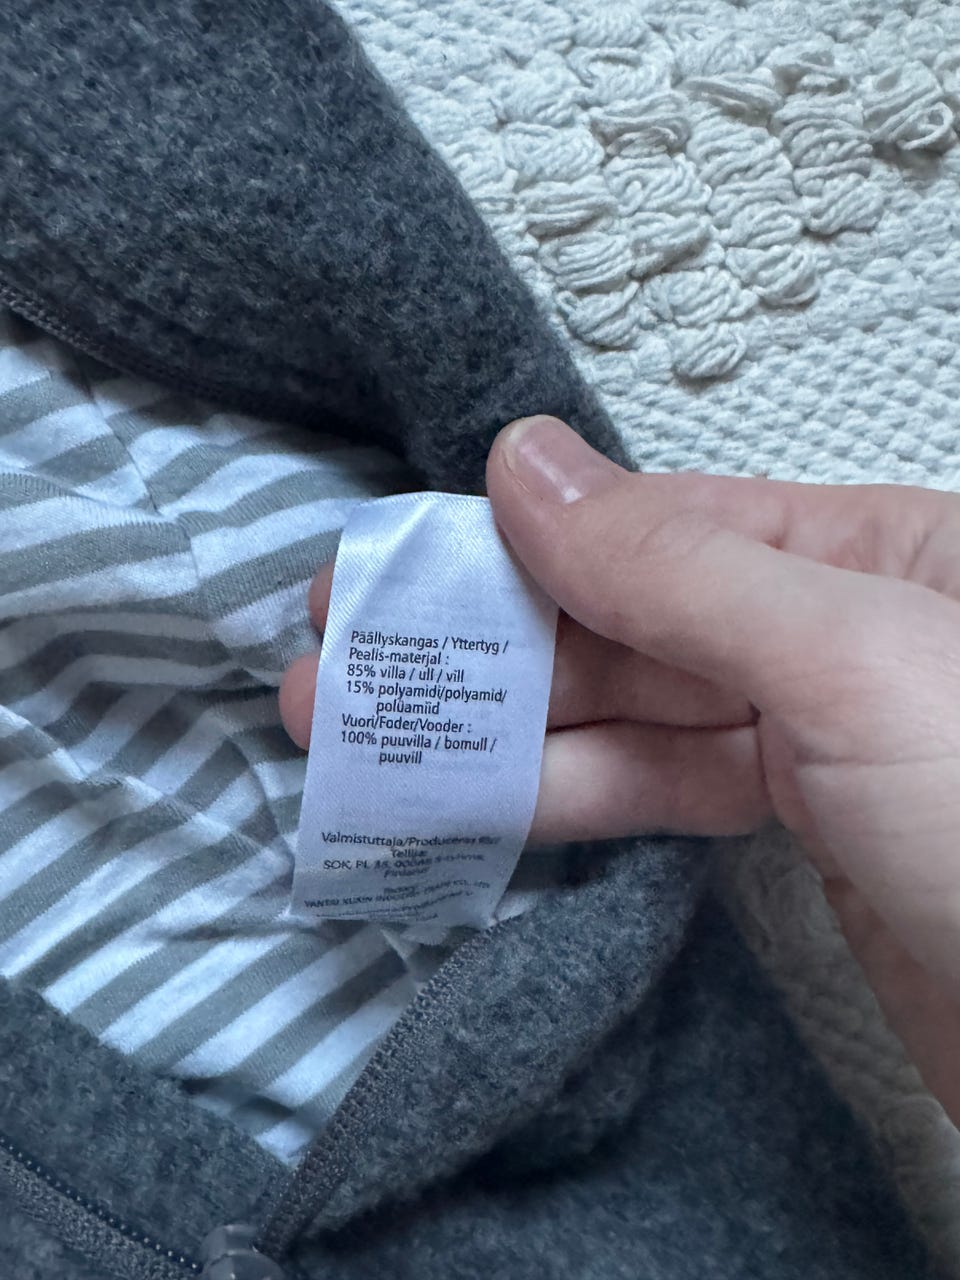 Päällyskangas / Yttertyg /
Pealis-materjal :
85% villa / ull / vill
15% polyamidi/polyamid/
polüamiid
Vuori/Foder/Vooder :
100% puuvilla / bomull /
puuvill
Valmistuttaja/Produceras
Tellija:
SOK, PL
Finland